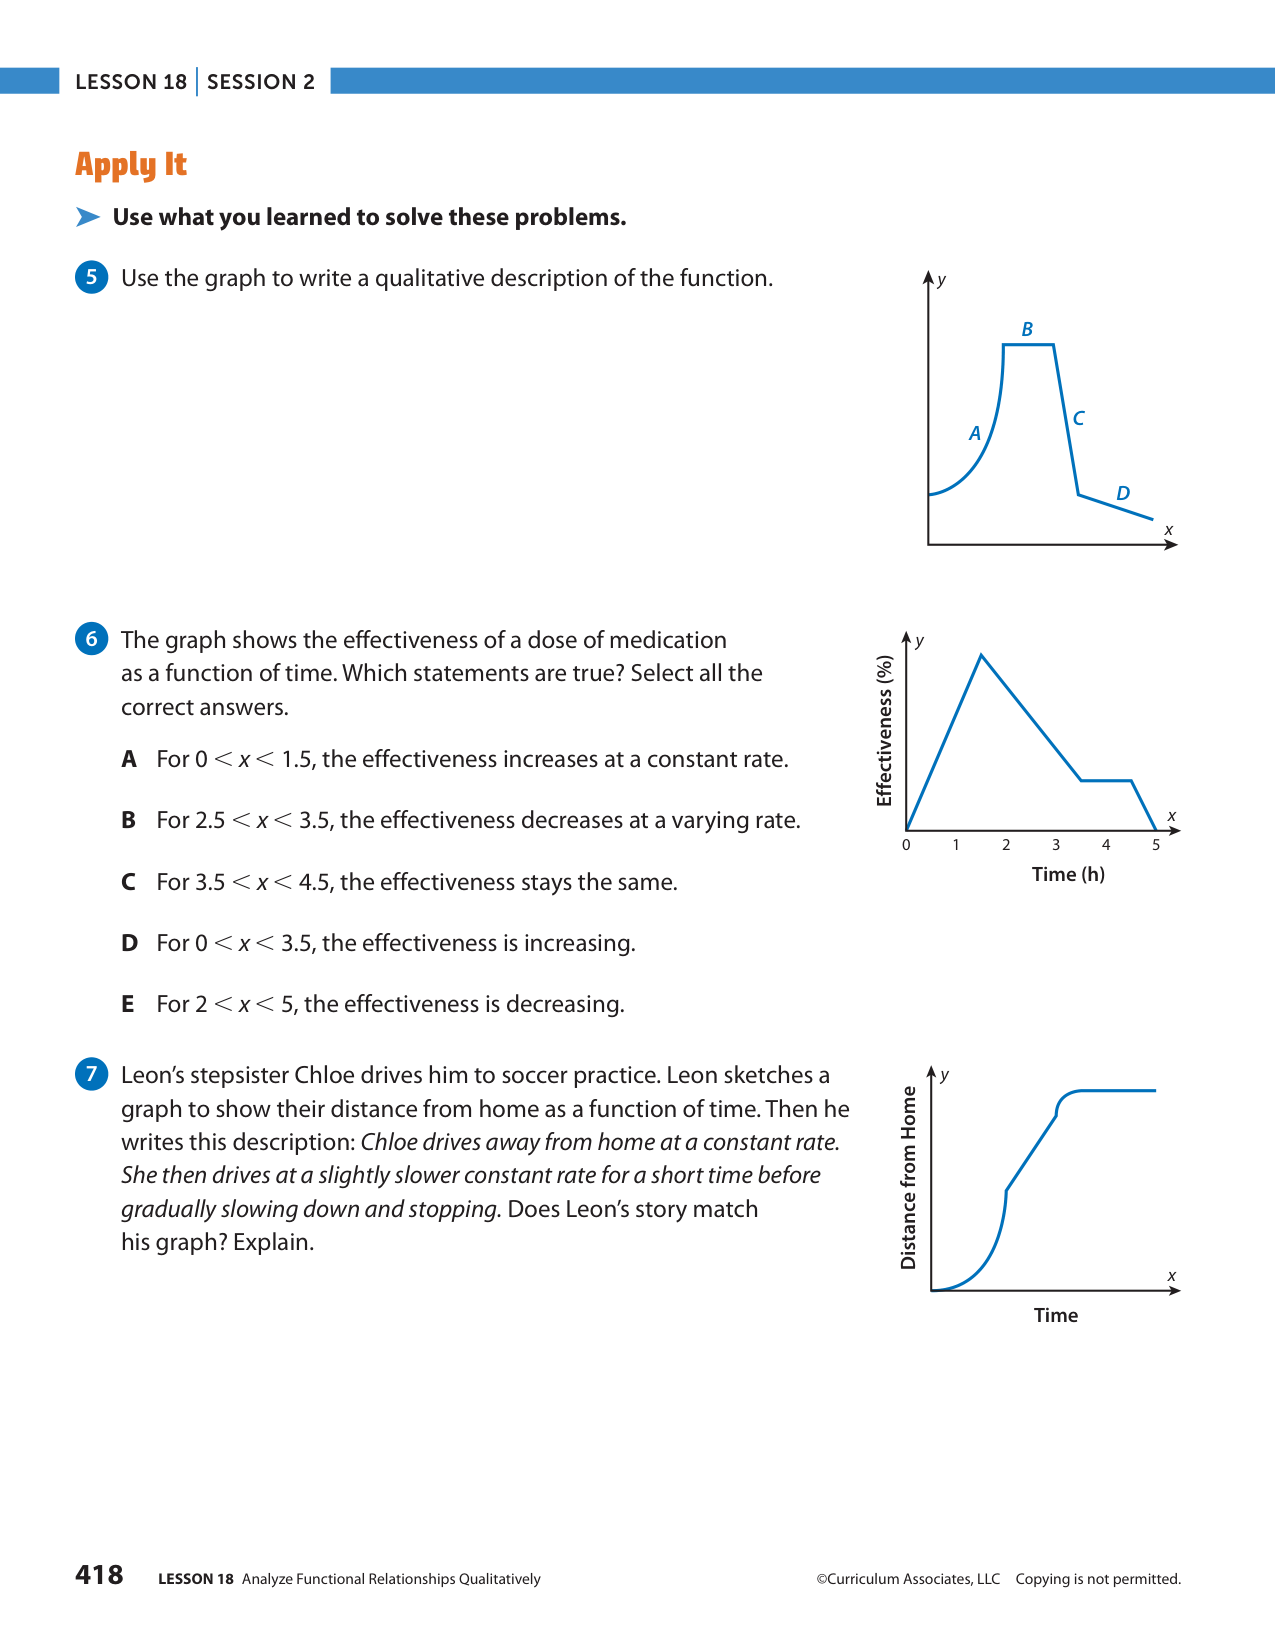 LESSON 18 | SESSION 2
Apply It
Use what you learned to solve these problems.
5 Use the graph to write a qualitative description of the function.
y
B
A
C
D
x
6 The graph shows the effectiveness of a dose of medication
as a function of time. Which statements are true? Select all the
correct answers.
A For 0 < x < 1.5, the effectiveness increases at a constant rate.
B For 2.5 < x < 3.5, the effectiveness decreases at a varying rate.
C For 3.5 < x < 4.5, the effectiveness stays the same.
D For 0 < x < 3.5, the effectiveness is increasing.
E For 2 < x < 5, the effectiveness is decreasing.
y
Effectiveness (%)
x
0 1 2 3 4 5
Time (h)
7 Leon’s stepsister Chloe drives him to soccer practice. Leon sketches a
graph to show their distance from home as a function of time. Then he
writes this description: Chloe drives away from home at a constant rate.
She then drives at a slightly slower constant rate for a short time before
gradually slowing down and stopping. Does Leon’s story match
his graph? Explain.
y
Distance from Home
x
Time
418 LESSON 18 Analyze Functional Relationships Qualitatively ©Curriculum Associates, LLC Copying is not permitted.